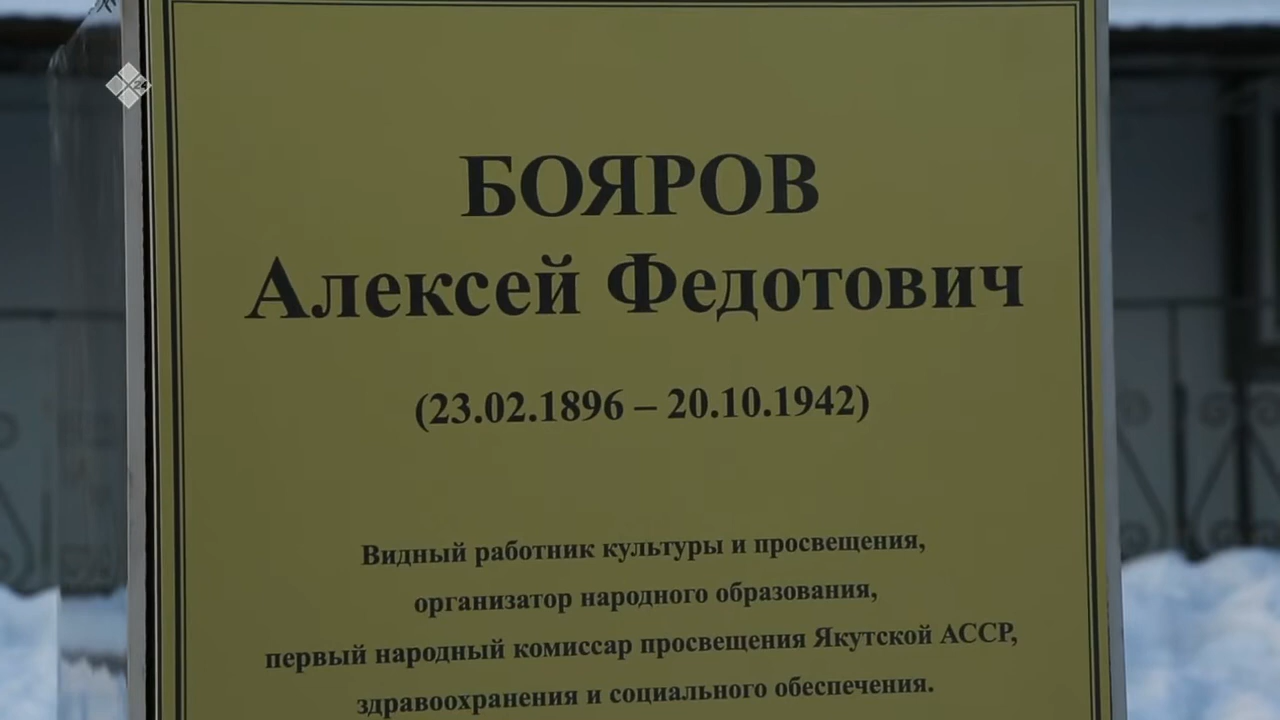 24
БОЯРОВ
Алексей Федотович
(23.02.1896 – 20.10.1942)
Видный работник культуры и просвещения,
организатор народного образования,
первый народный комиссар просвещения Якутской АССР,
здравоохранения и социального обеспечения.